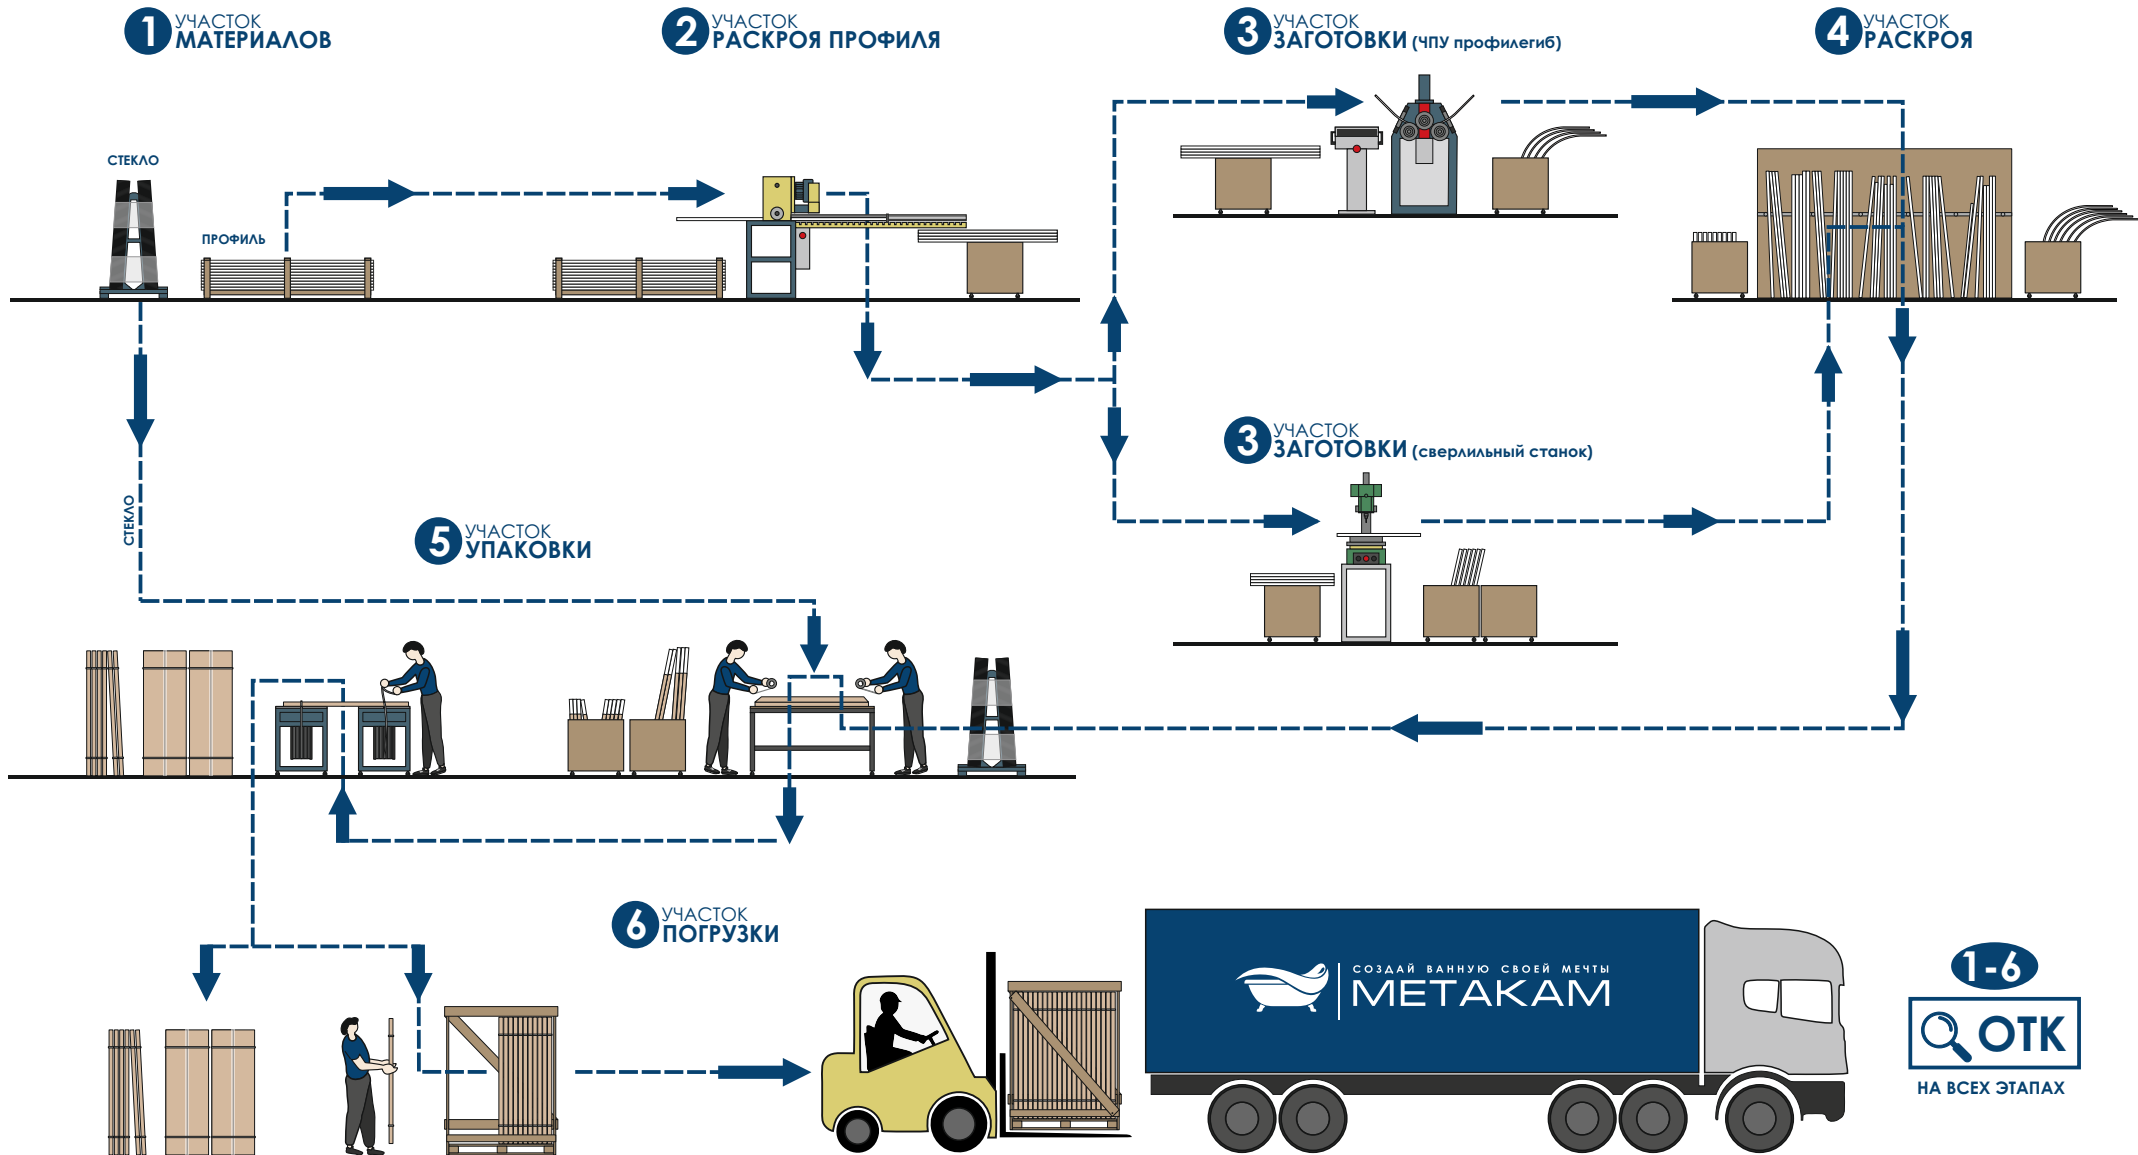 1 УЧАСТОК
МАТЕРИАЛОВ
2 УЧАСТОК
РАСКРОЯ ПРОФИЛЯ
3 УЧАСТОК
ЗАГОТОВКИ (ЧПУ профилегиб)
4 УЧАСТОК
РАСКРОЯ
СТЕКЛО
ПРОФИЛЬ
3 УЧАСТОК
ЗАГОТОВКИ (сверлильный станок)
СТЕКЛО
5 УЧАСТОК
УПАКОВКИ
6 УЧАСТОК
ПОГРУЗКИ
СОЗДАЙ ВАННУЮ СВОЕЙ МЕЧТЫ
МЕТАКАМ
1-6
ОТК
НА ВСЕХ ЭТАПАХ